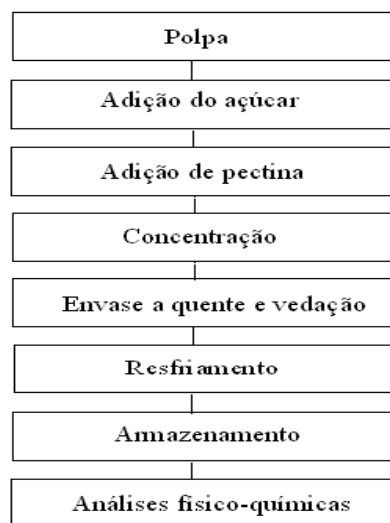 Polpa
Adição do açúcar
Adição de pectina
Concentração
Envase a quente e vedação
Resfriamento
Armazenamento
Análises físico-químicas